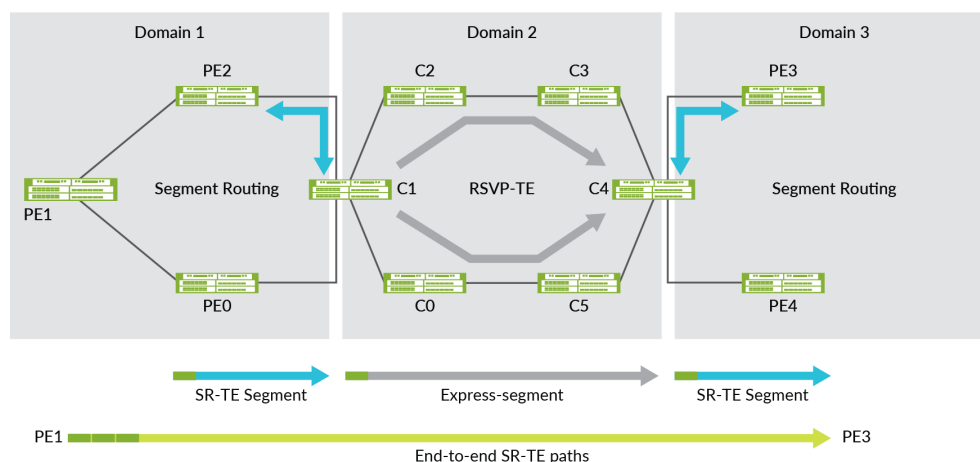 Domain 1
Domain 2
Domain 3
PE2
C2
C3
PE3
Segment Routing
C1
RSVP-TE
C4
Segment Routing
PE1
PE0
C0
C5
PE4
SR-TE Segment
Express-segment
SR-TE Segment
PE1
PE3
End-to-end SR-TE paths